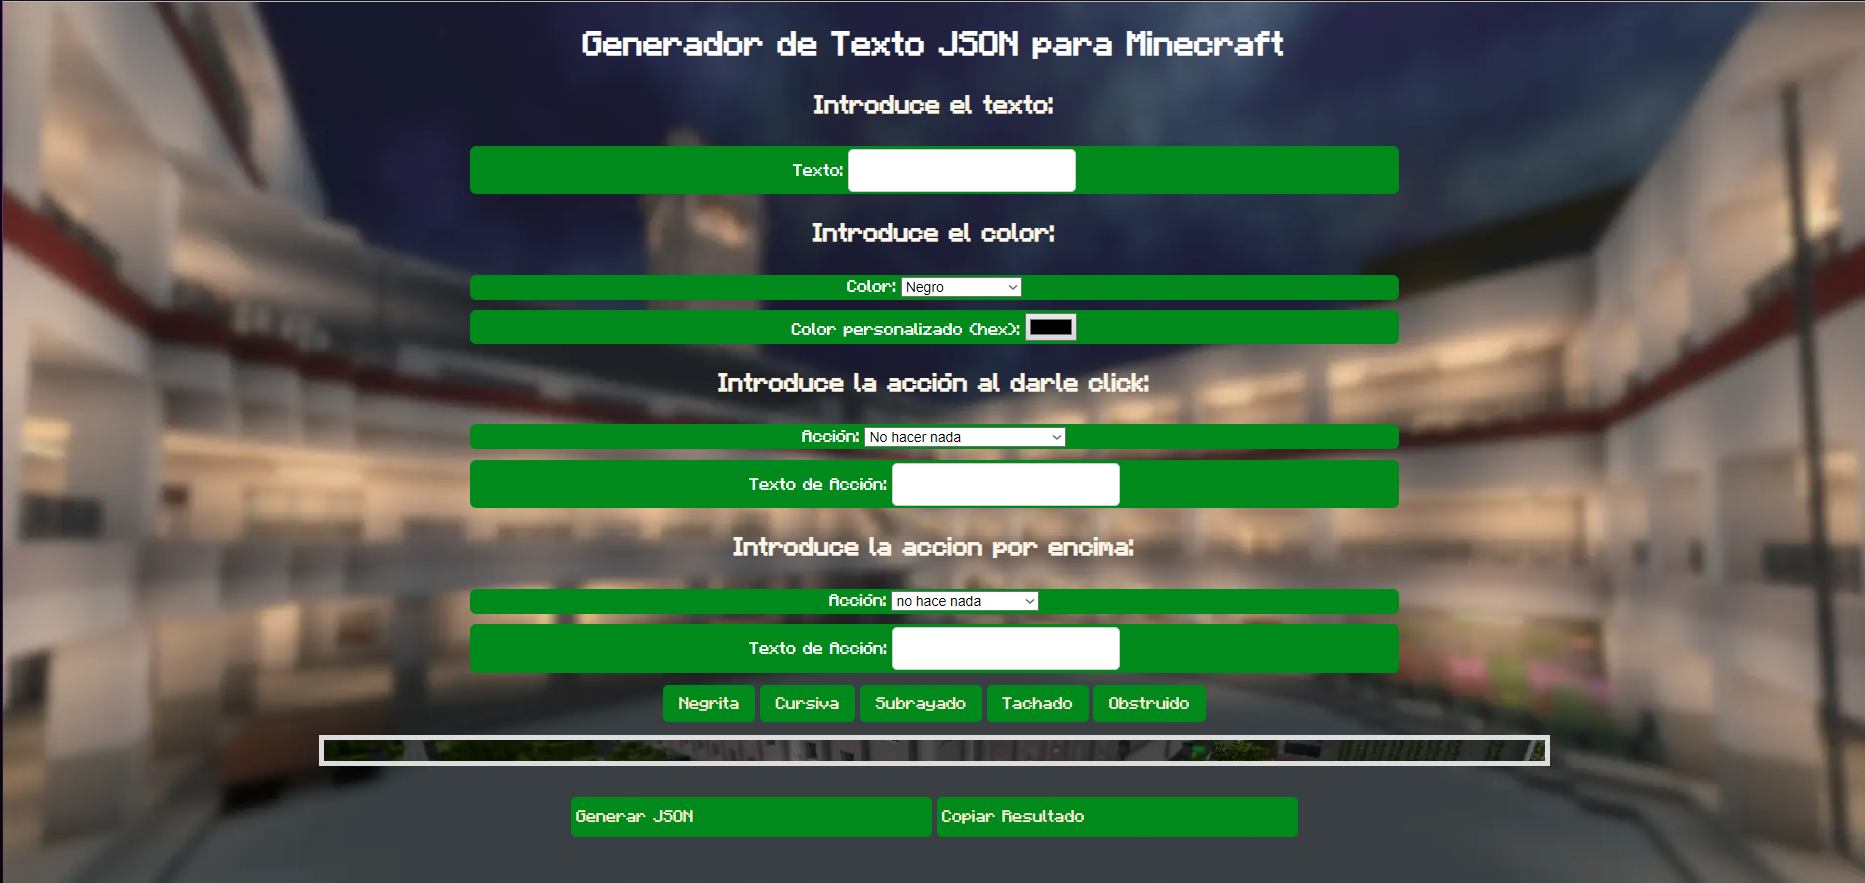 Generador de Texto JSON para Minecraft
Introduce el texto:
Texto:
Introduce el color:
Color: Negro
Color personalizado (hex):
Introduce la acción al darle click:
Acción: No hacer nada
Texto de Acción:
Introduce la accion por encima:
Acción: no hace nada
Texto de Acción:
Negrita Cursiva Subrayado Tachado Obstruido
Generar JSON Copiar Resultado